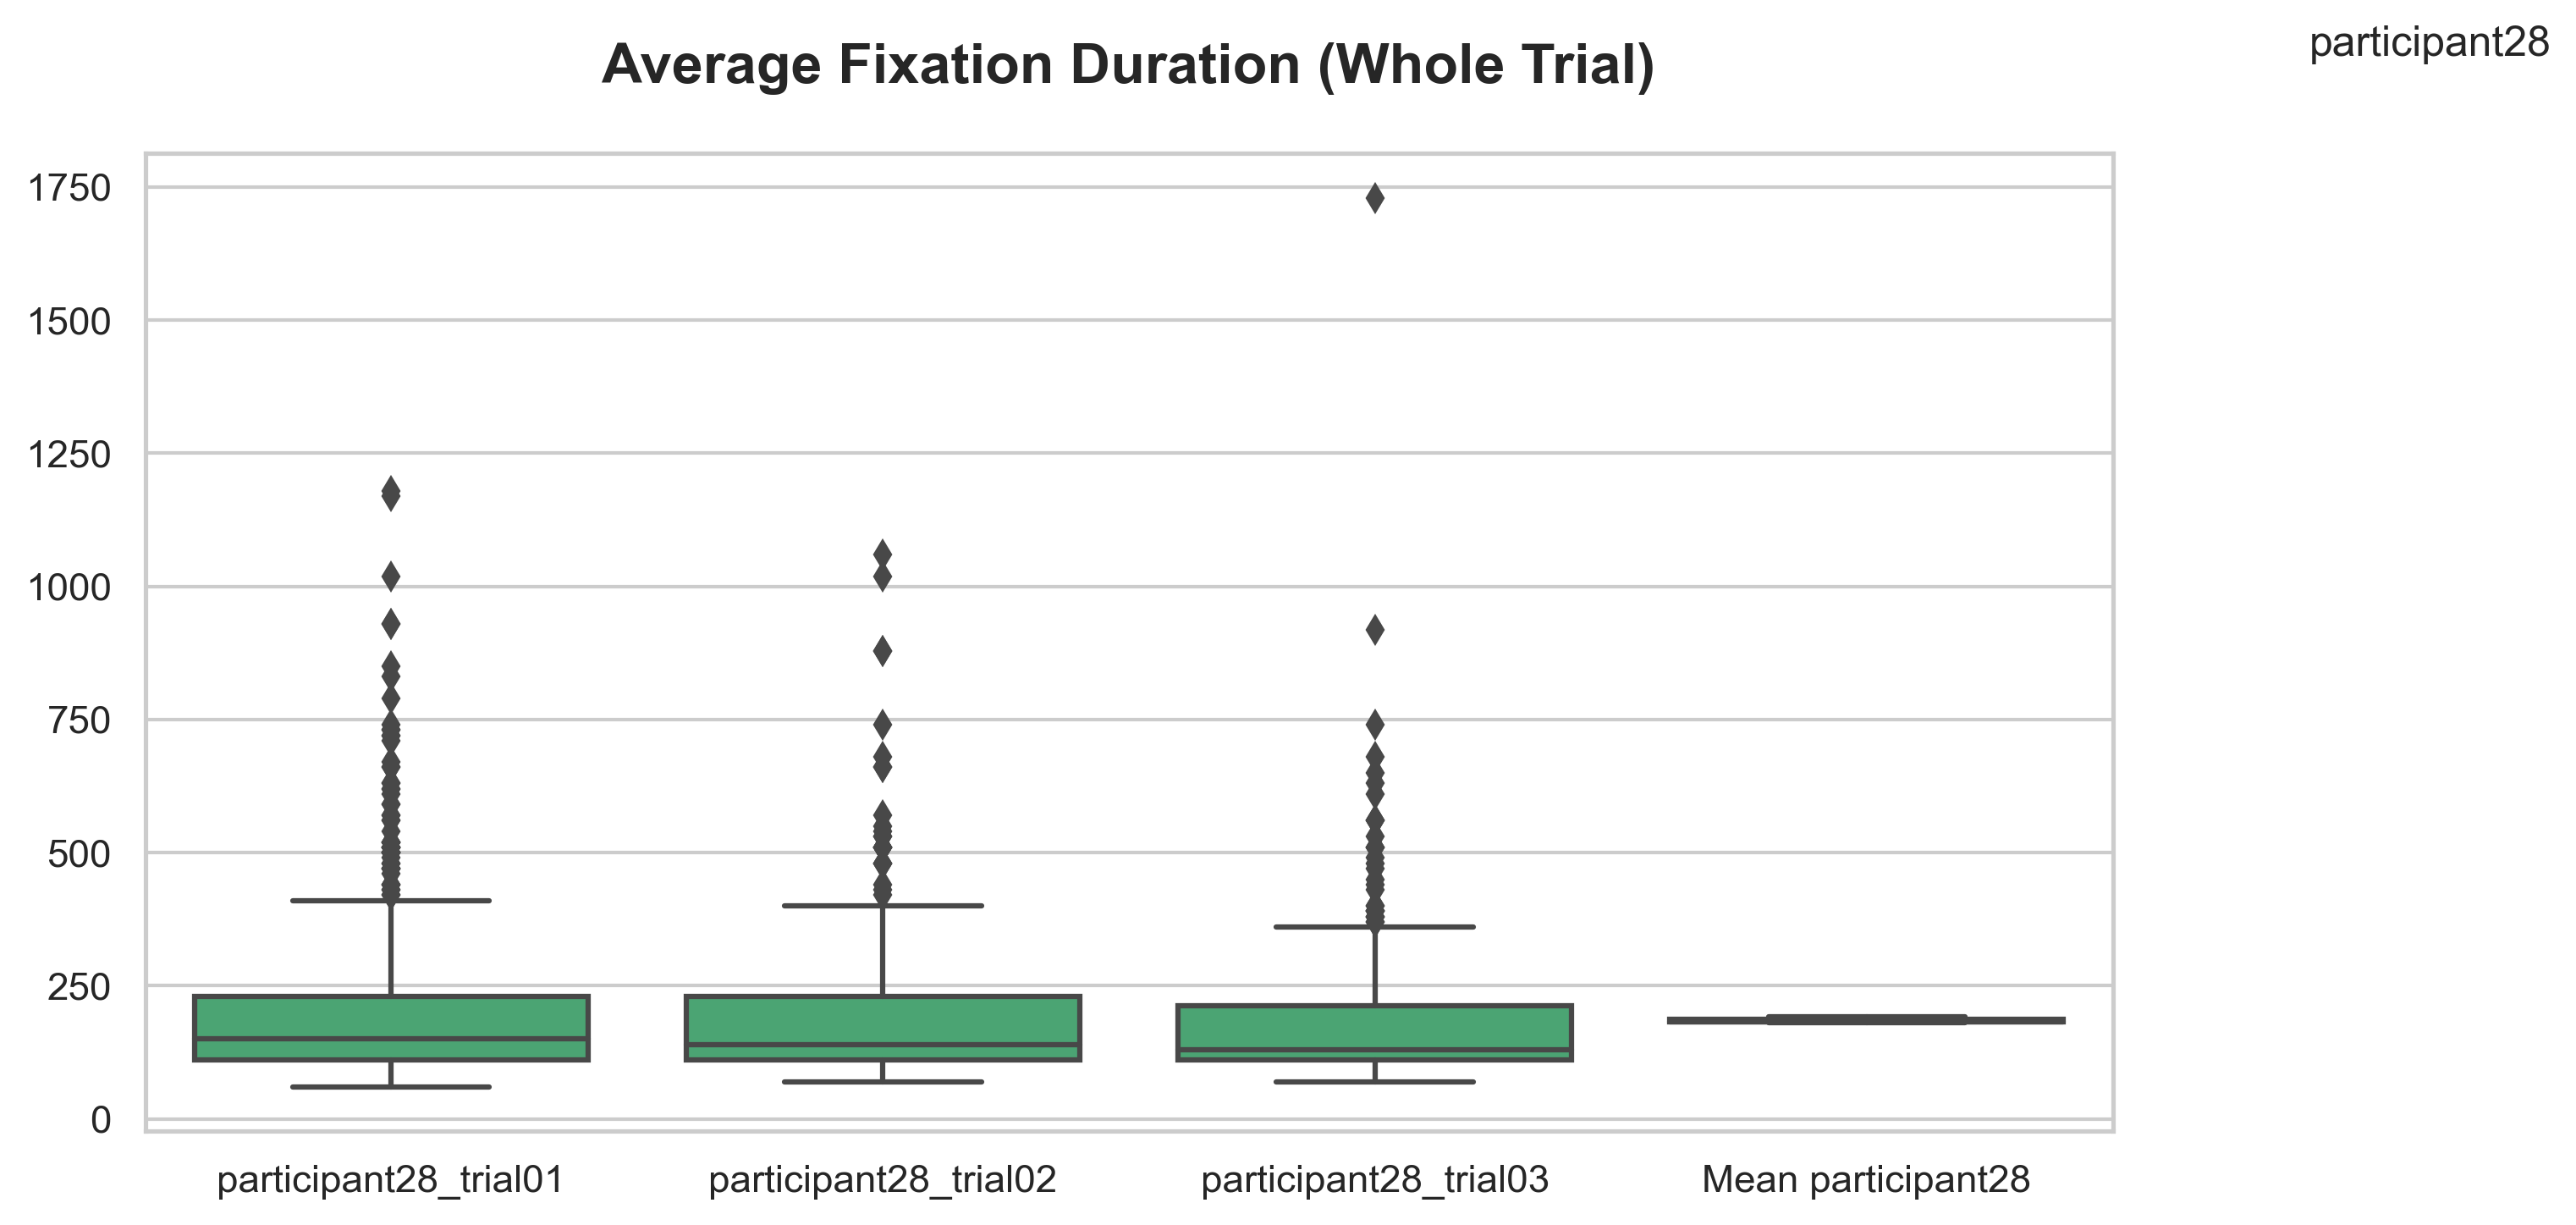 participant28
Average Fixation Duration (Whole Trial)
1750
1500
1250
1000
750
500
250
0
participant28_trial01
participant28_trial02
participant28_trial03
Mean participant28